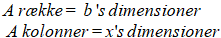 A række= b's dimensioner
A kolonner = x's dimensioner